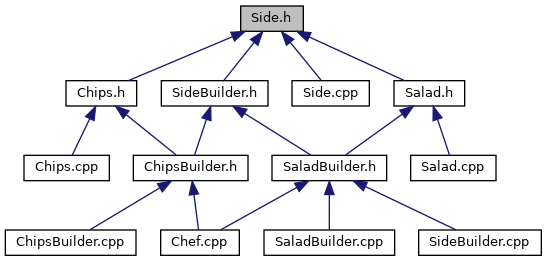 Side.h
Chips.h
SideBuilder.h
Side.cpp
Salad.h
Chips.cpp
ChipsBuilder.h
SaladBuilder.h
Salad.cpp
ChipsBuilder.cpp
Chef.cpp
SaladBuilder.cpp
SideBuilder.cpp